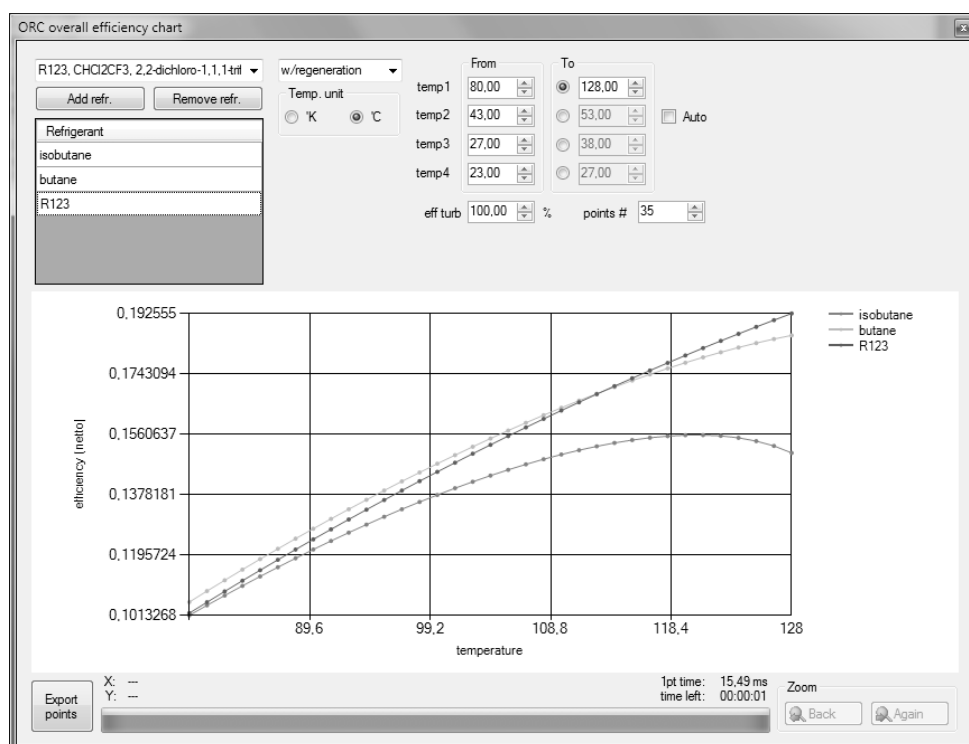 ORC overall efficiency chart
R123, CHCl2CF3, 2,2-dichloro-1,1,1-trif
w/regeneration
Add refr.
Remove refr.
Temp. unit
'K
'C
From
To
temp1
80,00
128,00
temp2
43,00
53,00
Auto
temp3
27,00
38,00
temp4
23,00
27,00
eff turb
100,00
%
points #
35
Refrigerant
isobutane
butane
R123
0,192555
0,1743094
0,1560637
0,1378181
0,1195724
0,1013268
efficiency [netto]
89,6
99,2
108,8
118,4
128
temperature
isobutane
butane
R123
Export
points
X: ---
Y: ---
1pt time: 15,49 ms
time left: 00:00:01
Zoom
Back
Again